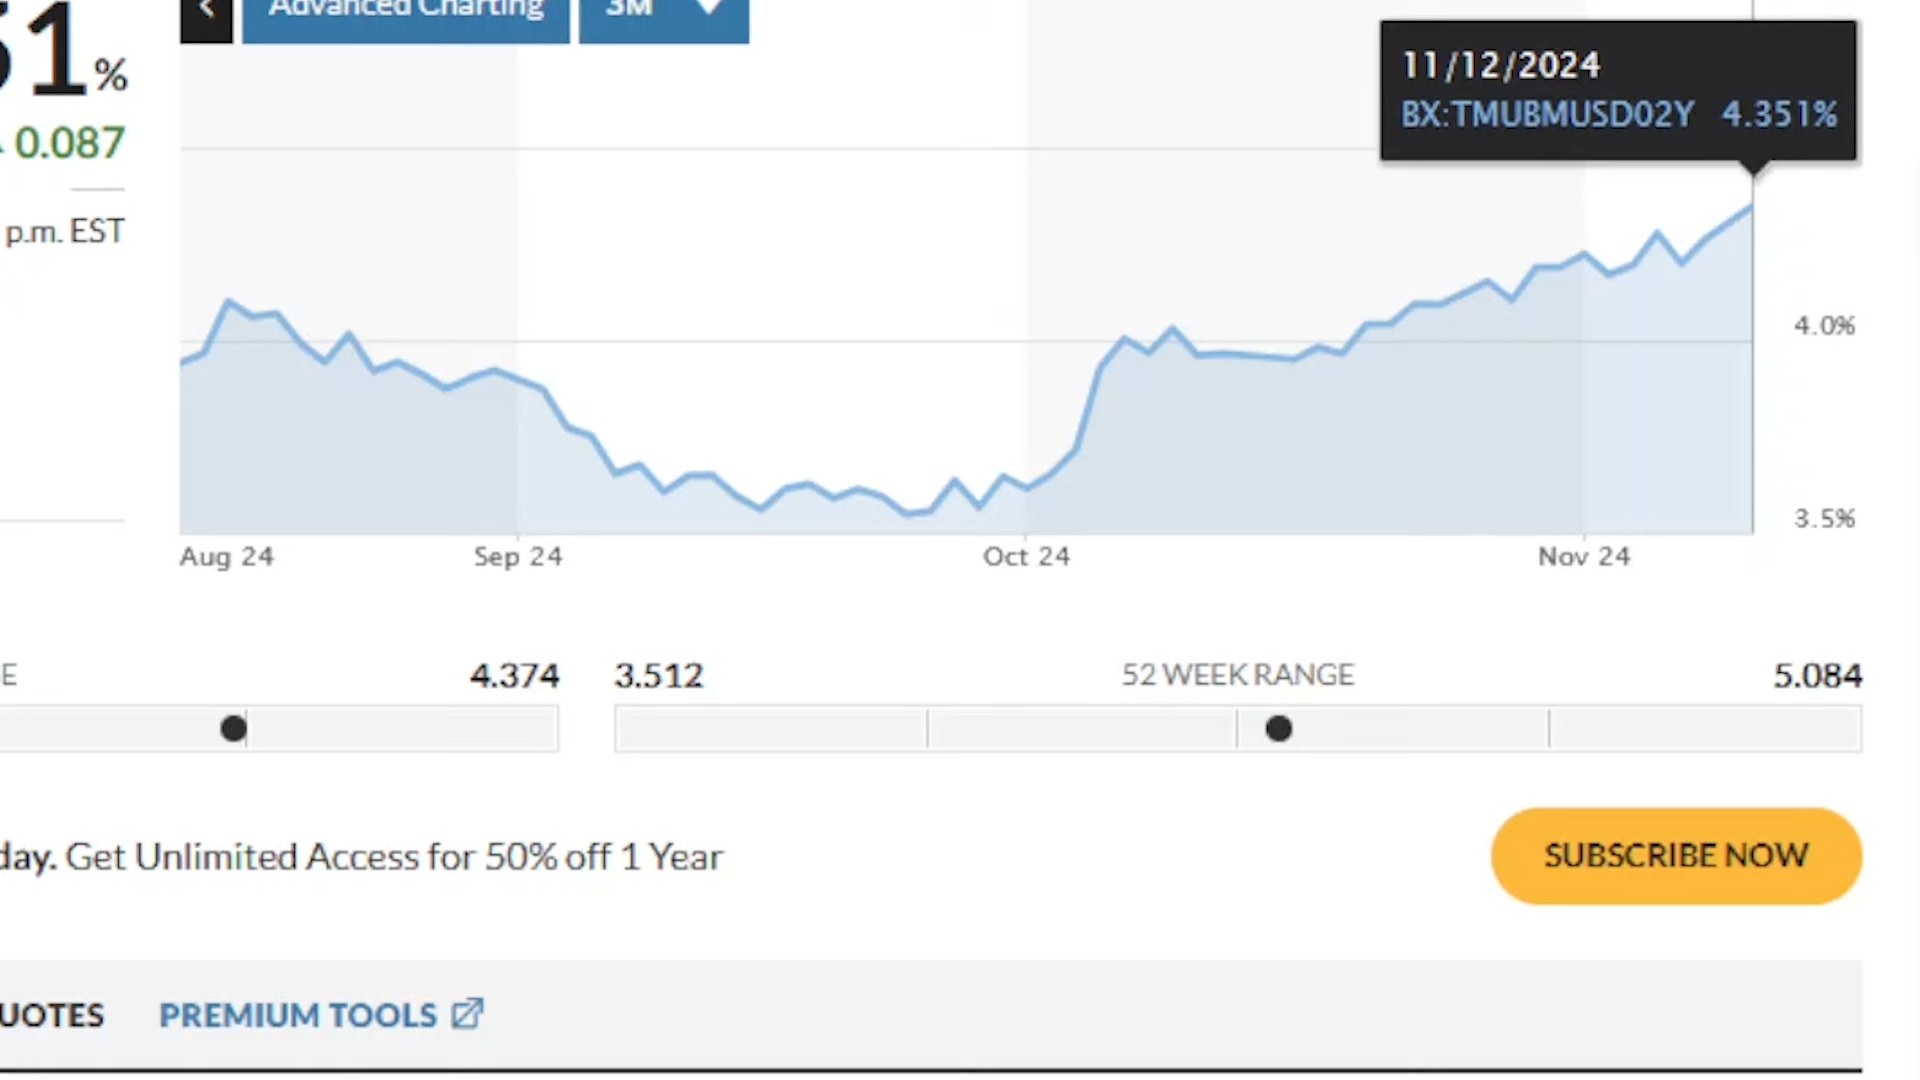 Advanced Charting 3M
51%
0.087
p.m. EST
11/12/2024
BX:TMUBMUSD02Y 4.351%
4.0%
3.5%
Aug 24 Sep 24 Oct 24 Nov 24
4.374 3.512 52 WEEK RANGE 5.084
day. Get Unlimited Access for 50% off 1 Year
SUBSCRIBE NOW
UOTES PREMIUM TOOLS